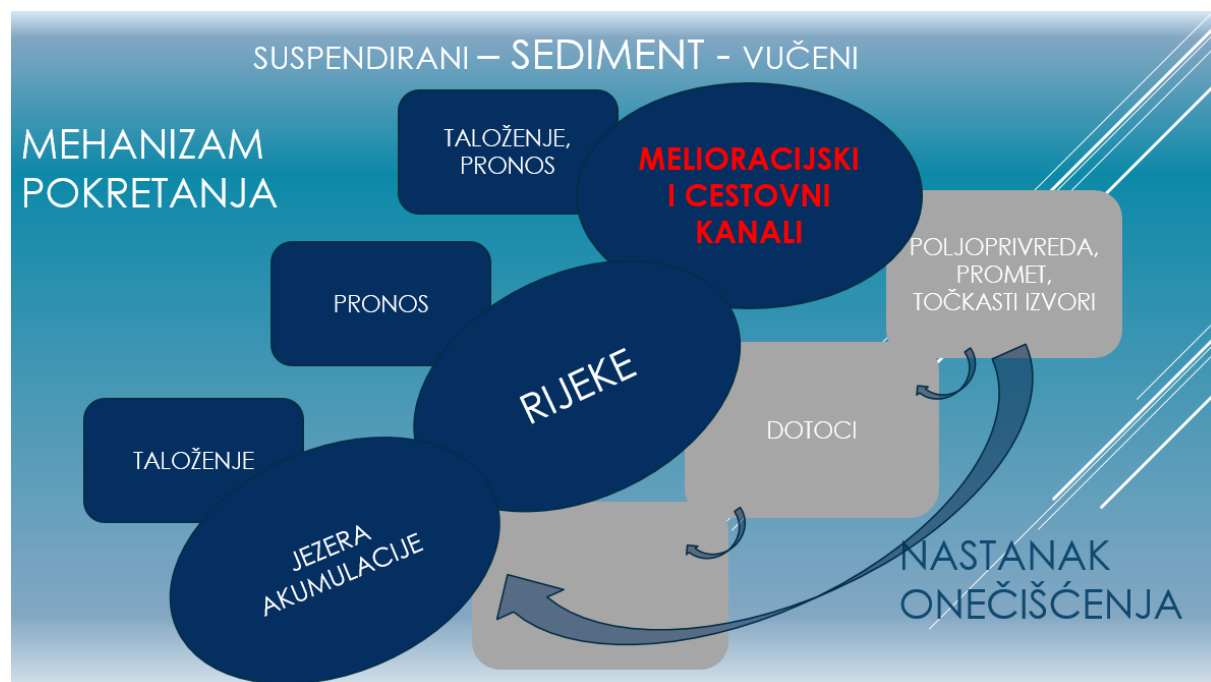 SUSPENDIRANI – SEDIMENT - VUČENI
MEHANIZAM
POKRETANJA
TALOŽENJE,
PRONOS
MELIORACIJSKI
I CESTOVNI
KANALI
POLJOPRIVREDA,
PROMET,
TOČKASTI IZVORI
PRONOS
RIJEKE
DOTOCI
TALOŽENJE
JEZERA
AKUMULACIJE
NASTANAK
ONEČIŠĆENJA